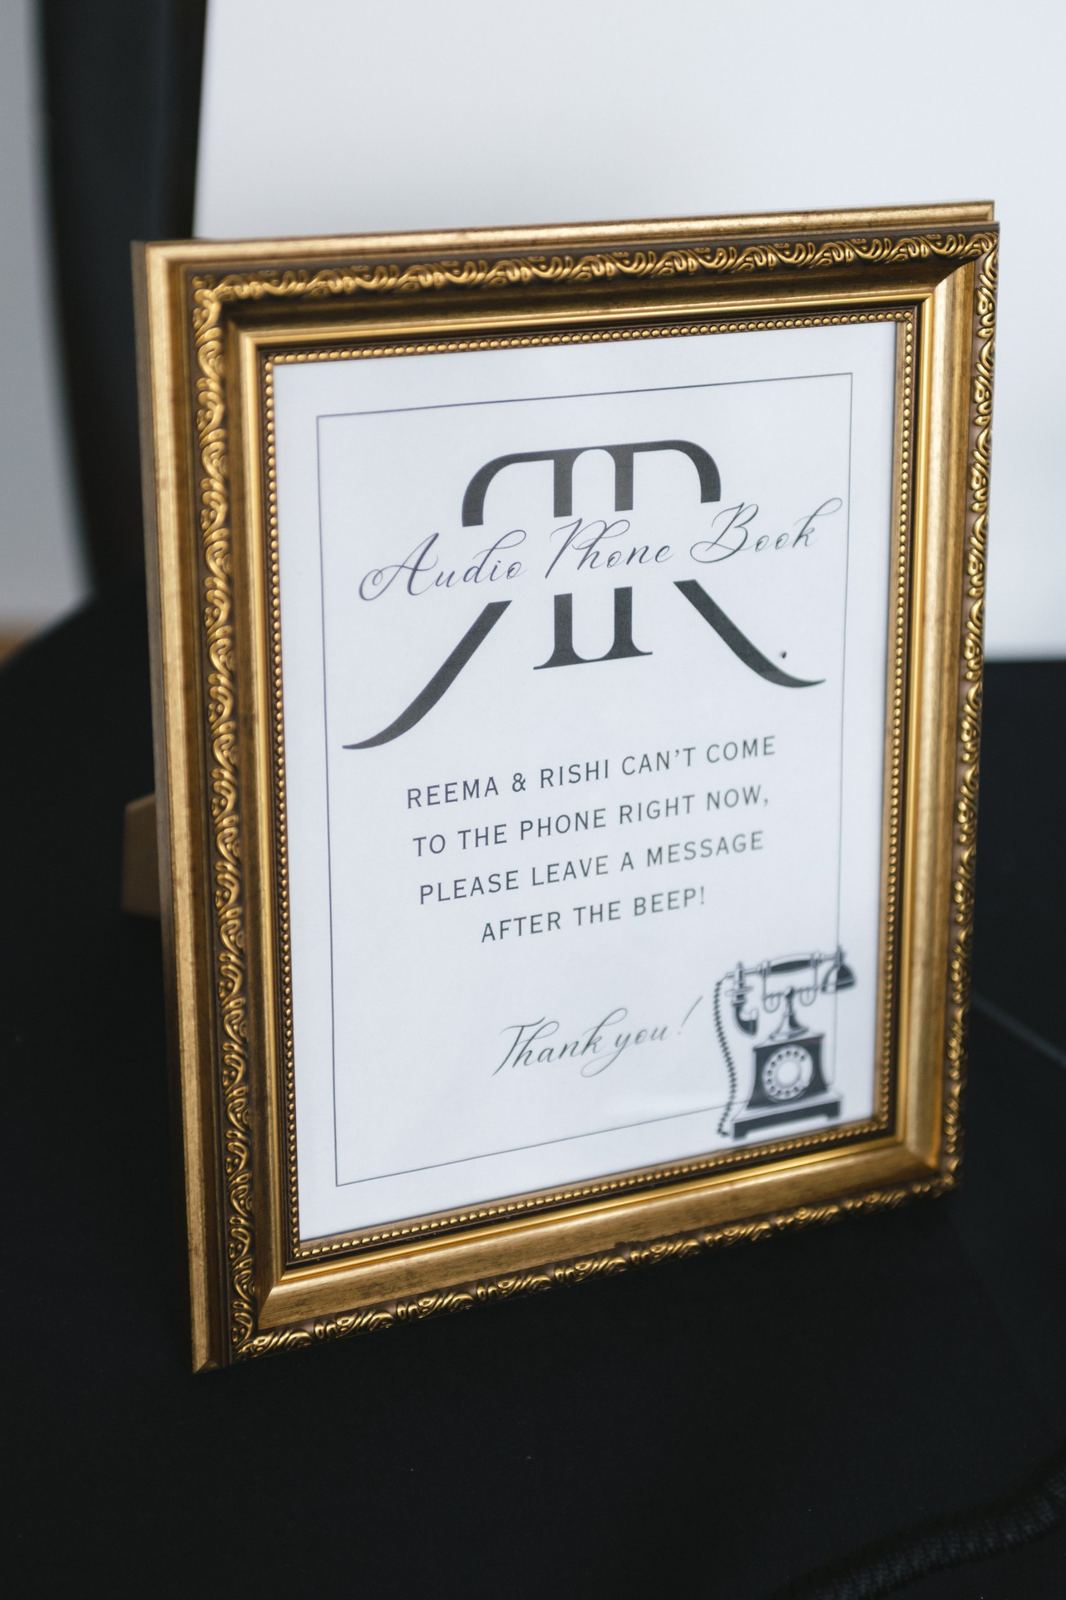 RR
Audio Phone Book
REEMA & RISHI CAN'T COME
TO THE PHONE RIGHT NOW,
PLEASE LEAVE A MESSAGE
AFTER THE BEEP!
Thank you!